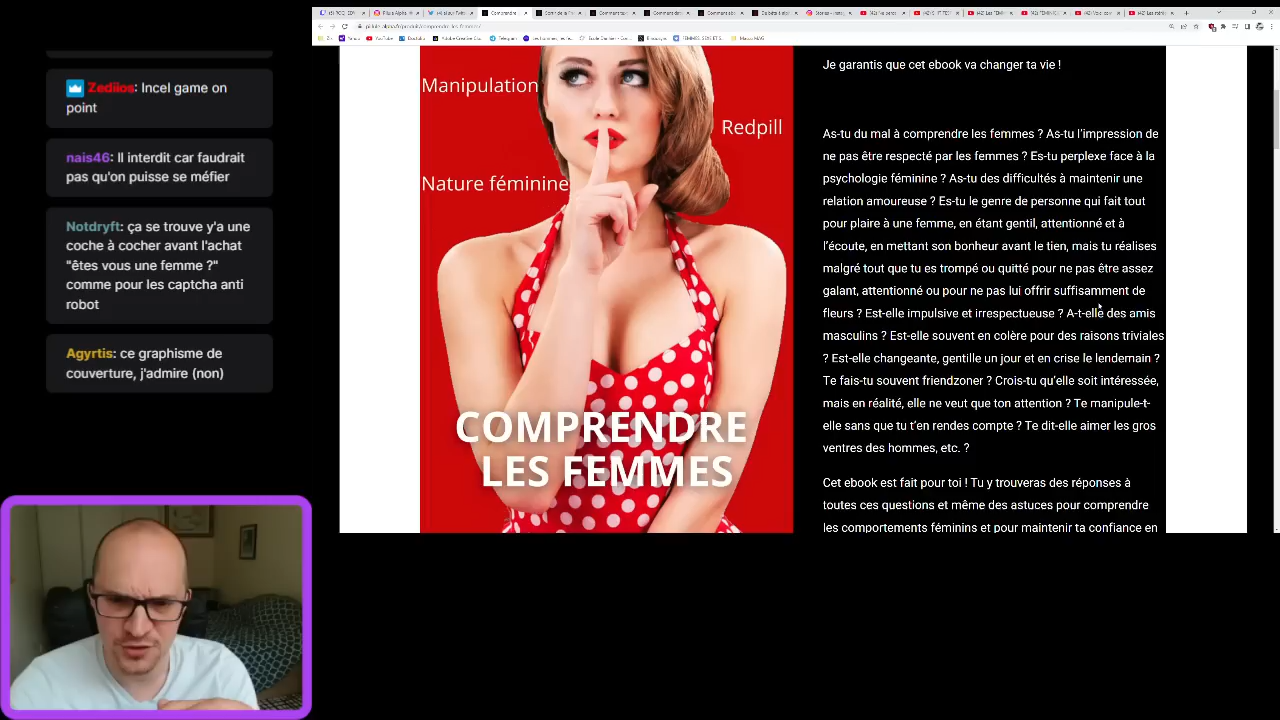 Zediios: Incel game on
point
nais46: Il interdit car faudrait
pas qu'on puisse se méfier
Notdryft: ça se trouve y'a une
coche à cocher avant l'achat
"êtes vous une femme ?"
comme pour les captcha anti
robot
Agyrtis: ce graphisme de
couverture, j'admire (non)
Manipulation
Redpill
Nature féminine
COMPRENDRE
LES FEMMES
Je garantis que cet ebook va changer ta vie !
As-tu du mal à comprendre les femmes ? As-tu l'impression de
ne pas être respecté par les femmes ? Es-tu perplexe face à la
psychologie féminine ? As-tu des difficultés à maintenir une
relation amoureuse ? Es-tu le genre de personne qui fait tout
pour plaire à une femme, en étant gentil, attentionné et à
l'écoute, en mettant son bonheur avant le tien, mais tu réalises
malgré tout que tu es trompé ou quitté pour ne pas être assez
galant, attentionné ou pour ne pas lui offrir suffisamment de
fleurs ? Est-elle impulsive et irrespectueuse ? A-t-elle des amis
masculins ? Est-elle souvent en colère pour des raisons triviales
? Est-elle changeante, gentille un jour et en crise le lendemain ?
Te fais-tu souvent friendzoner ? Crois-tu qu'elle soit intéressée,
mais en réalité, elle ne veut que ton attention ? Te manipule-t-
elle sans que tu t'en rendes compte ? Te dit-elle aimer les gros
ventres des hommes, etc. ?
Cet ebook est fait pour toi ! Tu y trouveras des réponses à
toutes ces questions et même des astuces pour comprendre
les comportements féminins et pour maintenir ta confiance en